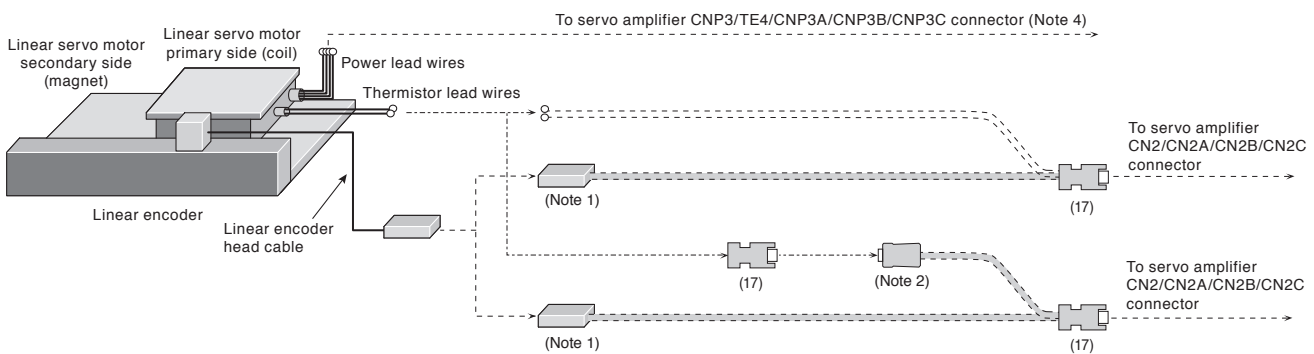 To servo amplifier CNP3/TE4/CNP3A/CNP3B/CNP3C connector (Note 4)
Linear servo motor
secondary side
(magnet)
Linear servo motor
primary side (coil)
Power lead wires
Thermistor lead wires
Linear encoder
Linear encoder
head cable
(Note 1)
(17)
To servo amplifier
CN2/CN2A/CN2B/CN2C
connector
(17)
(Note 2)
(Note 1)
(17)
To servo amplifier
CN2/CN2A/CN2B/CN2C
connector